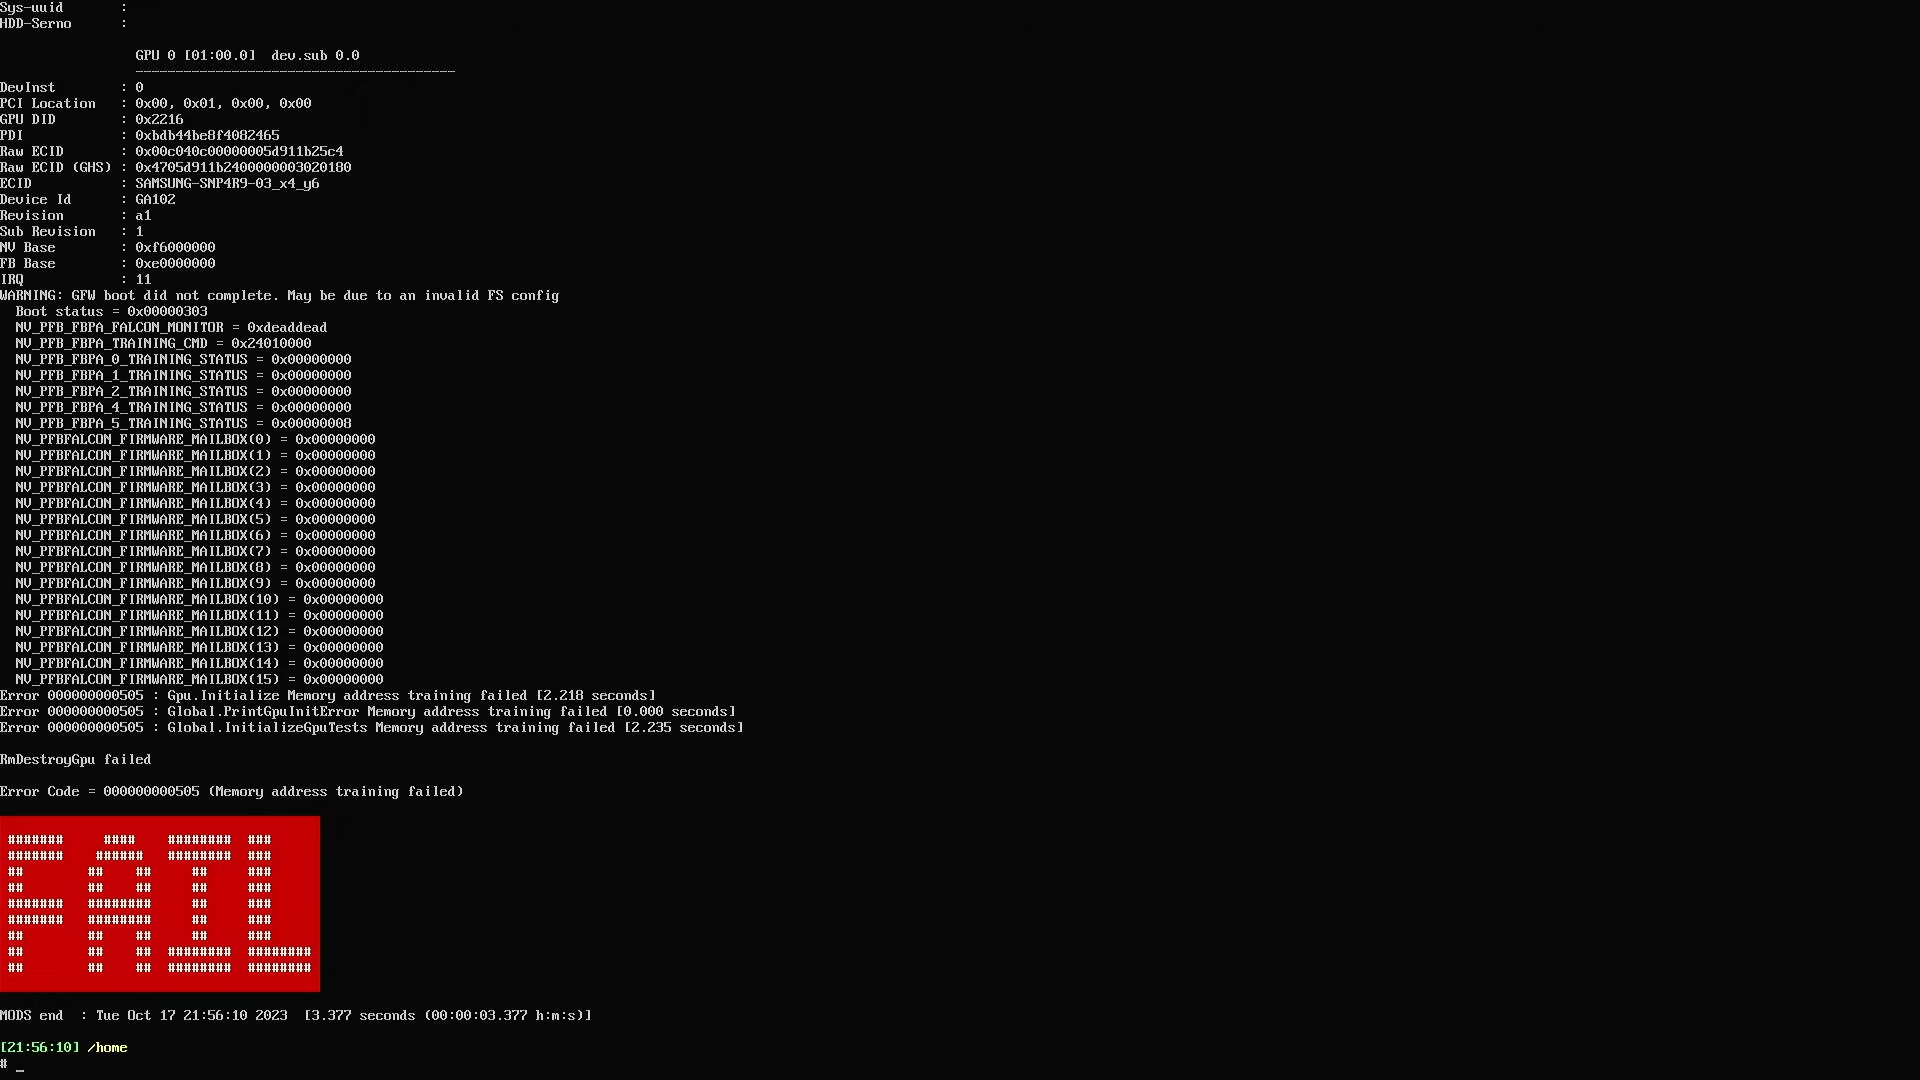 Sys-uuid       :
HDD-Serno      :
GPU 0 [01:00.0]  dev.sub 0.0
----------------------------------------
DevInst        : 0
PCI Location   : 0x00, 0x01, 0x00, 0x00
GPU DID        : 0x2216
PDI            : 0xbdb44be8f4082465
Raw ECID       : 0x00c040c00000005d911b25c4
Raw ECID (GHS) : 0x4705d911b2400000003020180
ECID           : SAMSUNG-SNP4R9-03_x4_y6
Device Id      : GA102
Revision       : a1
Sub Revision   : 1
NV Base        : 0xf6000000
FB Base        : 0xe0000000
IRQ            : 11
WARNING: GFW boot did not complete. May be due to an invalid FS config
  Boot status = 0x00000303
  NV_PFB_FBPA_FALCON_MONITOR = 0xdeaddead
  NV_PFB_FBPA_TRAINING_CMD = 0x24010000
  NV_PFB_FBPA_0_TRAINING_STATUS = 0x00000000
  NV_PFB_FBPA_1_TRAINING_STATUS = 0x00000000
  NV_PFB_FBPA_2_TRAINING_STATUS = 0x00000000
  NV_PFB_FBPA_4_TRAINING_STATUS = 0x00000000
  NV_PFB_FBPA_5_TRAINING_STATUS = 0x00000008
  NV_PFBFALCON_FIRMWARE_MAILBOX(0) = 0x00000000
  NV_PFBFALCON_FIRMWARE_MAILBOX(1) = 0x00000000
  NV_PFBFALCON_FIRMWARE_MAILBOX(2) = 0x00000000
  NV_PFBFALCON_FIRMWARE_MAILBOX(3) = 0x00000000
  NV_PFBFALCON_FIRMWARE_MAILBOX(4) = 0x00000000
  NV_PFBFALCON_FIRMWARE_MAILBOX(5) = 0x00000000
  NV_PFBFALCON_FIRMWARE_MAILBOX(6) = 0x00000000
  NV_PFBFALCON_FIRMWARE_MAILBOX(7) = 0x00000000
  NV_PFBFALCON_FIRMWARE_MAILBOX(8) = 0x00000000
  NV_PFBFALCON_FIRMWARE_MAILBOX(9) = 0x00000000
  NV_PFBFALCON_FIRMWARE_MAILBOX(10) = 0x00000000
  NV_PFBFALCON_FIRMWARE_MAILBOX(11) = 0x00000000
  NV_PFBFALCON_FIRMWARE_MAILBOX(12) = 0x00000000
  NV_PFBFALCON_FIRMWARE_MAILBOX(13) = 0x00000000
  NV_PFBFALCON_FIRMWARE_MAILBOX(14) = 0x00000000
  NV_PFBFALCON_FIRMWARE_MAILBOX(15) = 0x00000000
Error 000000000505 : Gpu.Initialize Memory address training failed [2.218 seconds]
Error 000000000505 : Global.PrintGpuInitError Memory address training failed [0.000 seconds]
Error 000000000505 : Global.InitializeGpuTests Memory address training failed [2.235 seconds]
RmDestroyGpu failed
Error Code = 000000000505 (Memory address training failed)
FAIL
MODS end  : Tue Oct 17 21:56:10 2023  [3.377 seconds (00:00:03.377 h:m:s)]
[21:56:10] /home
# _